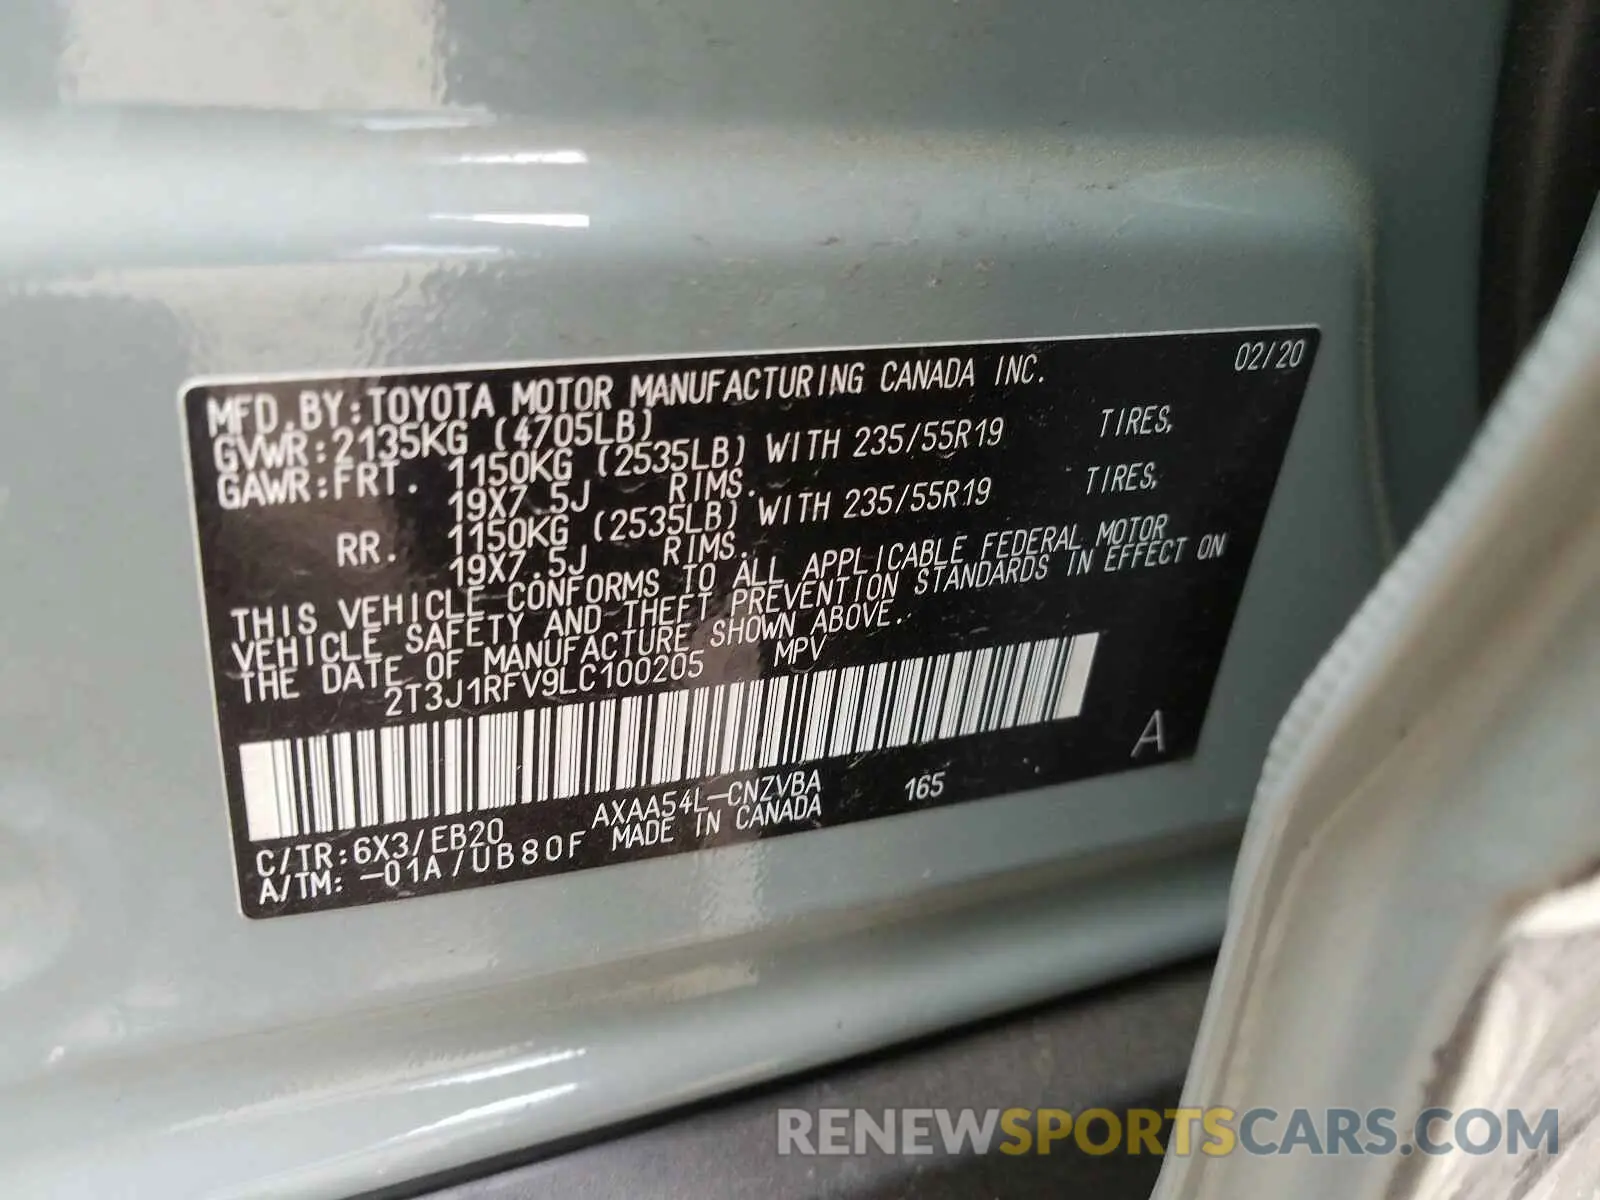 MFD.BY:TOYOTA MOTOR MANUFACTURING CANADA INC. 02/20
GVWR:2135KG (4705LB)
GAWR:FRT. 1150KG (2535LB) WITH 235/55R19 TIRES,
19X7.5J RIMS.
RR. 1150KG (2535LB) WITH 235/55R19 TIRES,
19X7.5J RIMS.
THIS VEHICLE CONFORMS TO ALL APPLICABLE FEDERAL MOTOR
VEHICLE SAFETY AND THEFT PREVENTION STANDARDS IN EFFECT ON
THE DATE OF MANUFACTURE SHOWN ABOVE.
2T3J1RFV9LC100205 MPV
A
AXAA54L-CNZVBA 165
C/TR:6X3/EB20 MADE IN CANADA
A/TM: -01A/UB80F
RENEWSPORTSCARS.COM